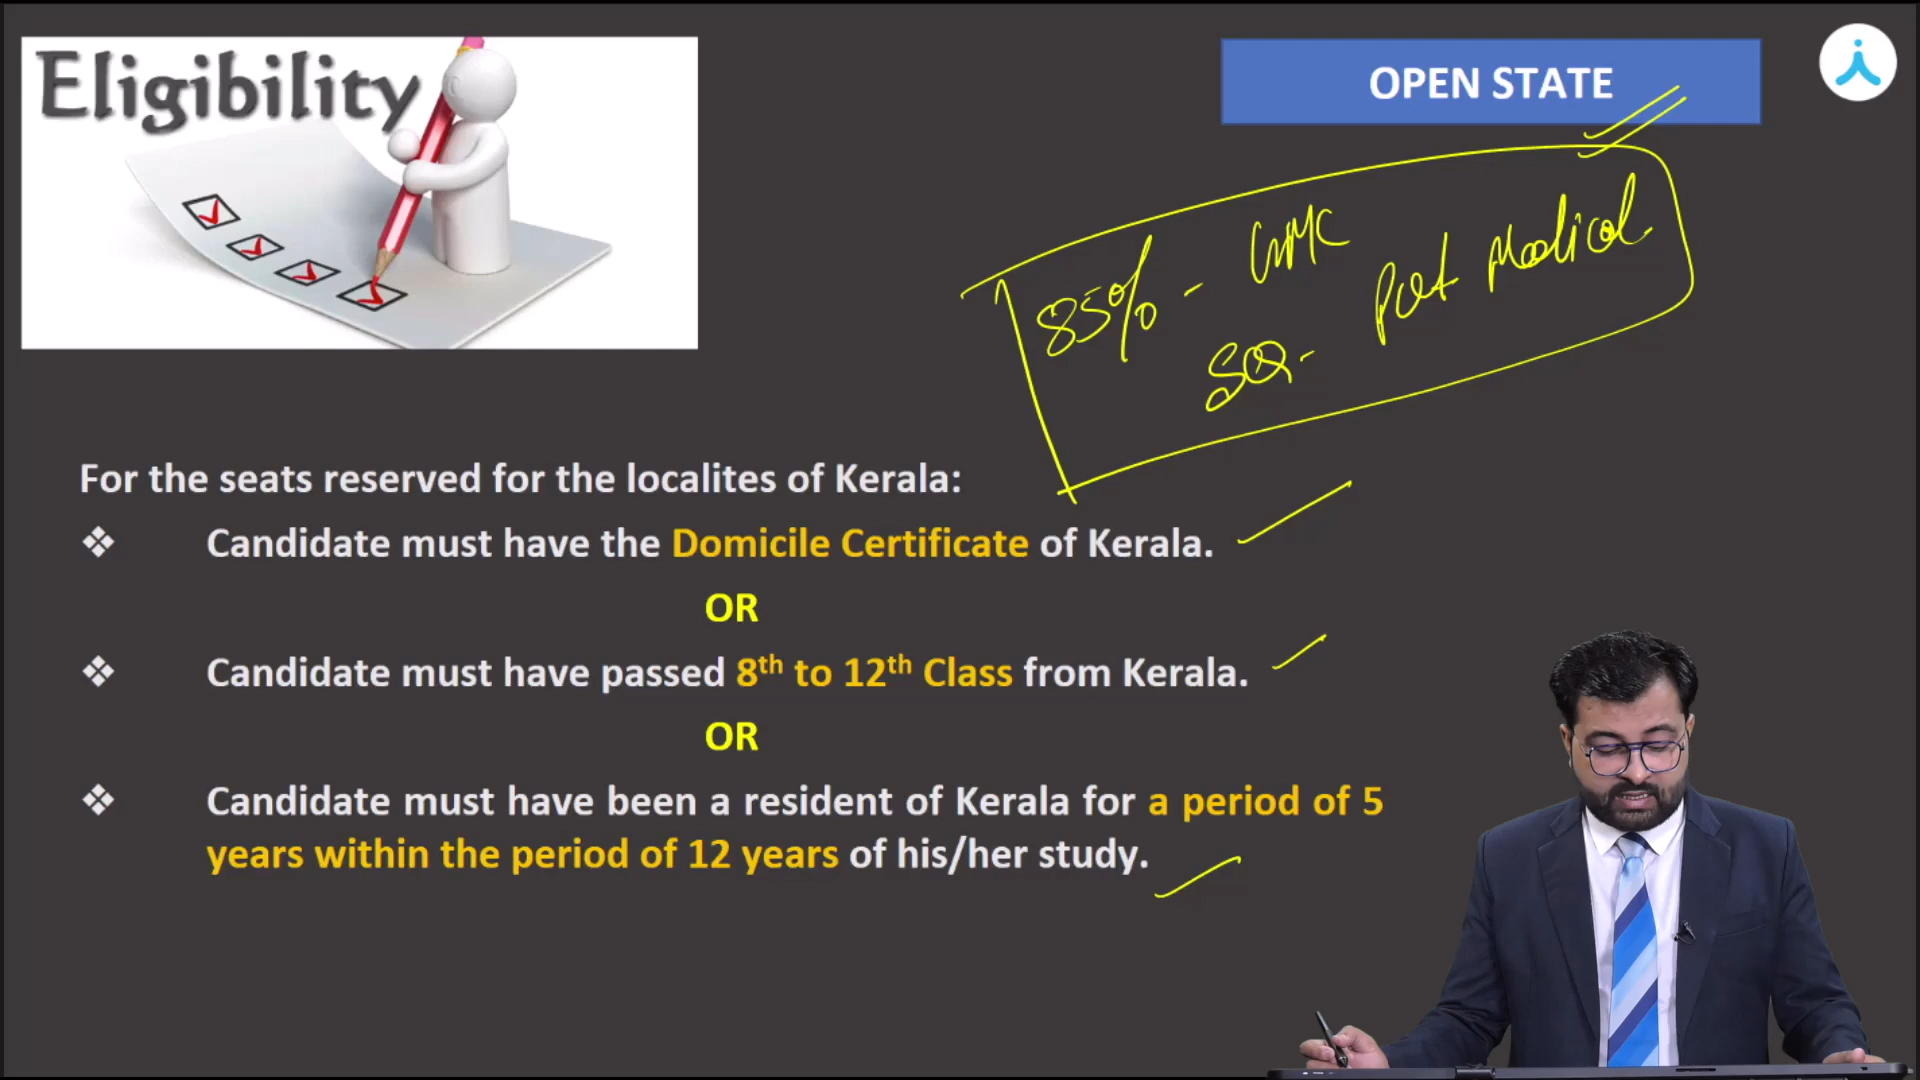 Eligibility
OPEN STATE
85% - GMC
SQ - Pvt Medical
For the seats reserved for the localites of Kerala:
❖ Candidate must have the Domicile Certificate of Kerala.
OR
❖ Candidate must have passed 8th to 12th Class from Kerala.
OR
❖ Candidate must have been a resident of Kerala for a period of 5
years within the period of 12 years of his/her study.